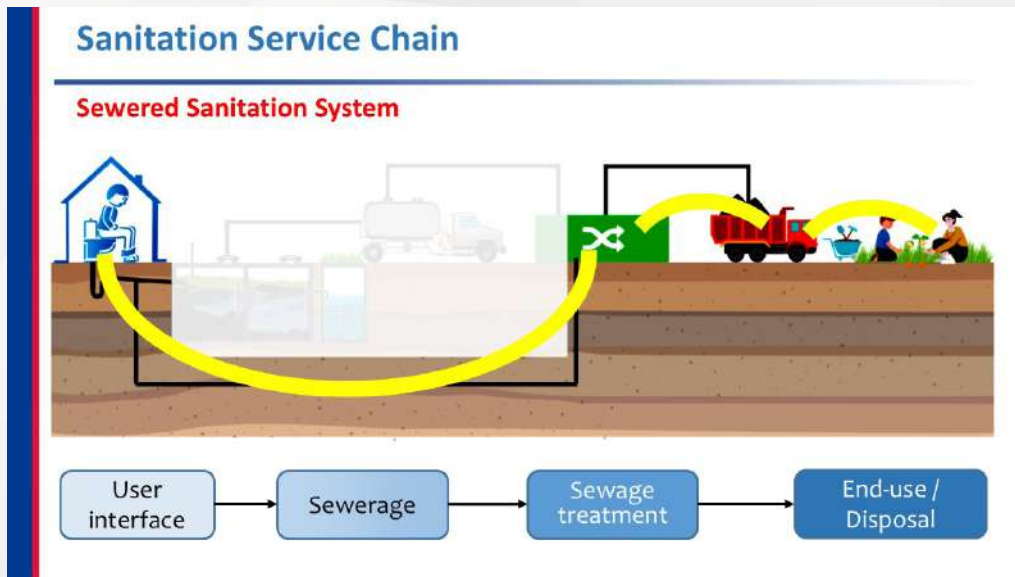 Sanitation Service Chain
Sewered Sanitation System
User
interface
Sewerage
Sewage
treatment
End-use /
Disposal